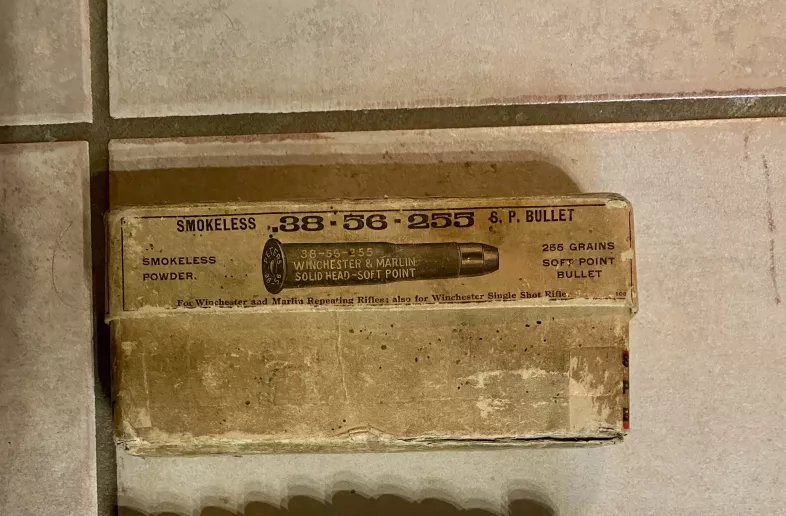 SMOKELESS .38-56-255 S. P. BULLET
SMOKELESS
POWDER.
PETERS
38-56-255
WINCHESTER & MARLIN
SOLID HEAD-SOFT POINT
255 GRAINS
SOFT POINT
BULLET
For Winchester and Marlin Repeating Rifles; also for Winchester Single Shot Rifle